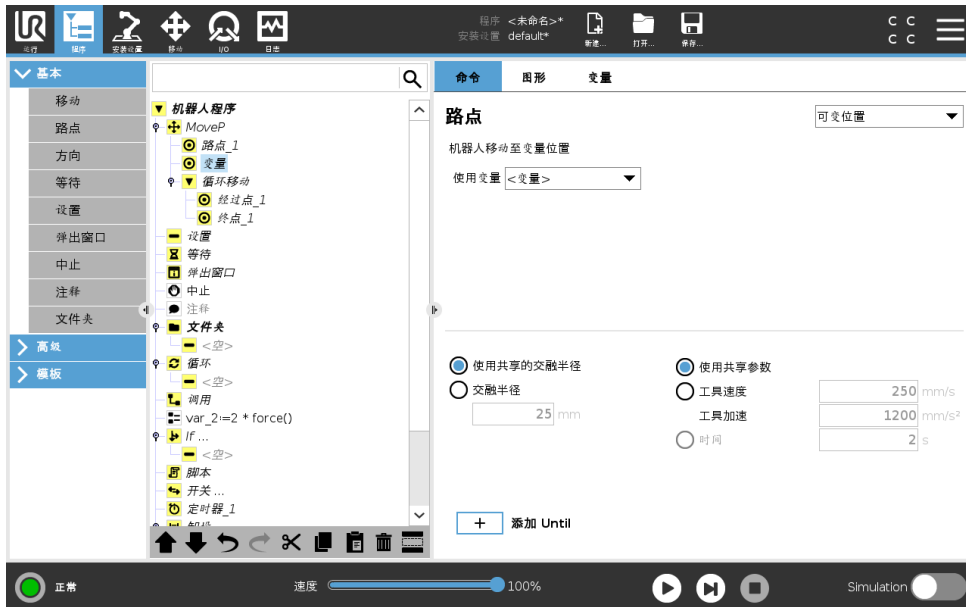 UR
运行
程序
安装设置
移动
I/O
日志
程序 <未命名>*
安装设置 default*
新建...
打开...
保存...
C C
C C
基本
移动
路点
方向
等待
设置
弹出窗口
中止
注释
文件夹
高级
模板
机器人程序
MoveP
路点_1
变量
循环移动
经过点_1
终点_1
设置
等待
弹出窗口
中止
注释
文件夹
<空>
循环
<空>
调用
var_2:=2 * force()
If ...
<空>
脚本
开关 ...
定时器_1
命令 图形 变量
路点
可变位置
机器人移动至变量位置
使用变量 <变量>
使用共享的交融半径
交融半径
25 mm
使用共享参数
工具速度 250 mm/s
工具加速 1200 mm/s²
时间 2 s
+ 添加 Until
正常
速度 100%
Simulation